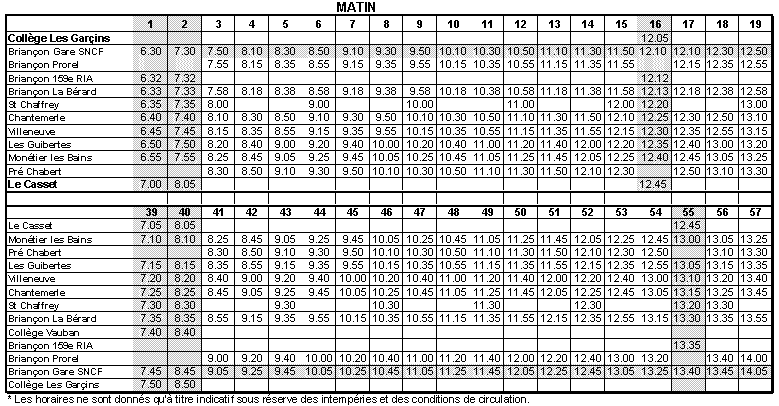 MATIN
1 2 3 4 5 6 7 8 9 10 11 12 13 14 15 16 17 18 19
Collège Les Garçins 12.05
Briançon Gare SNCF 6.30 7.30 7.50 8.10 8.30 8.50 9.10 9.30 9.50 10.10 10.30 10.50 11.10 11.30 11.50 12.10 12.10 12.30 12.55
Briançon Prorel 7.55 8.15 8.35 8.55 9.15 9.35 9.55 10.15 10.35 10.55 11.15 11.35 11.55 12.15 12.35 12.55
Briançon 159e RIA 6.32 7.32 12.12
Briançon La Bérard 6.33 7.33 7.58 8.18 8.38 8.58 9.18 9.38 9.58 10.18 10.38 10.58 11.18 11.38 11.58 12.13 12.18 12.38 12.58
St Chaffrey 6.35 7.35 8.00 9.00 10.00 11.00 12.00 12.20 13.00
Chantemerle 6.40 7.40 8.10 8.30 8.50 9.10 9.30 9.50 10.10 10.30 10.50 11.10 11.30 11.50 12.10 12.25 12.30 12.50 13.10
Villeneuve 6.45 7.45 8.15 8.35 8.55 9.15 9.35 9.55 10.15 10.35 10.55 11.15 11.35 11.55 12.15 12.30 12.35 12.55 13.15
Les Guibertes 6.50 7.50 8.20 8.40 9.00 9.20 9.40 10.00 10.20 10.40 11.00 11.20 11.40 12.00 12.20 12.35 12.40 13.00 13.20
Monétier les Bains 6.55 7.55 8.25 8.45 9.05 9.25 9.45 10.05 10.25 10.45 11.05 11.25 11.45 12.05 12.25 12.40 12.45 13.05 13.25
Pré Chabert 8.30 8.50 9.10 9.30 9.50 10.10 10.30 10.50 11.10 11.30 11.50 12.10 12.30 12.50 13.10 13.30
Le Casset 7.00 8.05 12.45
39 40 41 42 43 44 45 46 47 48 49 50 51 52 53 54 55 56 57
Le Casset 7.05 8.05 12.45
Monétier les Bains 7.10 8.10 8.25 8.45 9.05 9.25 9.45 10.05 10.25 10.45 11.05 11.25 11.45 12.05 12.25 12.45 13.00 13.05 13.25
Pré Chabert 8.30 8.50 9.10 9.30 9.50 10.10 10.30 10.50 11.10 11.30 11.50 12.10 12.30 12.50 13.10 13.30
Les Guibertes 7.15 8.15 8.35 8.55 9.15 9.35 9.55 10.15 10.35 10.55 11.15 11.35 11.55 12.15 12.35 12.55 13.05 13.15 13.35
Villeneuve 7.20 8.20 8.40 9.00 9.20 9.40 10.00 10.20 10.40 11.00 11.20 11.40 12.00 12.20 12.40 13.00 13.10 13.20 13.40
Chantemerle 7.25 8.25 8.45 9.05 9.25 9.45 10.05 10.25 10.45 11.05 11.25 11.45 12.05 12.25 12.45 13.05 13.15 13.25 13.45
St Chaffrey 7.30 8.30 9.30 10.30 11.30 12.30 13.20 13.30
Briançon La Bérard 7.35 8.35 8.55 9.15 9.35 9.55 10.15 10.35 10.55 11.15 11.35 11.55 12.15 12.35 12.55 13.15 13.30 13.35 13.55
Collège Vauban 7.40 8.40
Briançon 159e RIA 13.35
Briançon Prorel 9.00 9.20 9.40 10.00 10.20 10.40 11.00 11.20 11.40 12.00 12.20 12.40 13.00 13.20 13.40 14.00
Briançon Gare SNCF 7.45 8.45 9.05 9.25 9.45 10.05 10.25 10.45 11.05 11.25 11.45 12.05 12.25 12.45 13.05 13.25 13.40 13.45 14.05
Collège Les Garçins 7.50 8.50
* Les horaires ne sont donnés qu'à titre indicatif sous réserve des intempéries et des conditions de circulation.